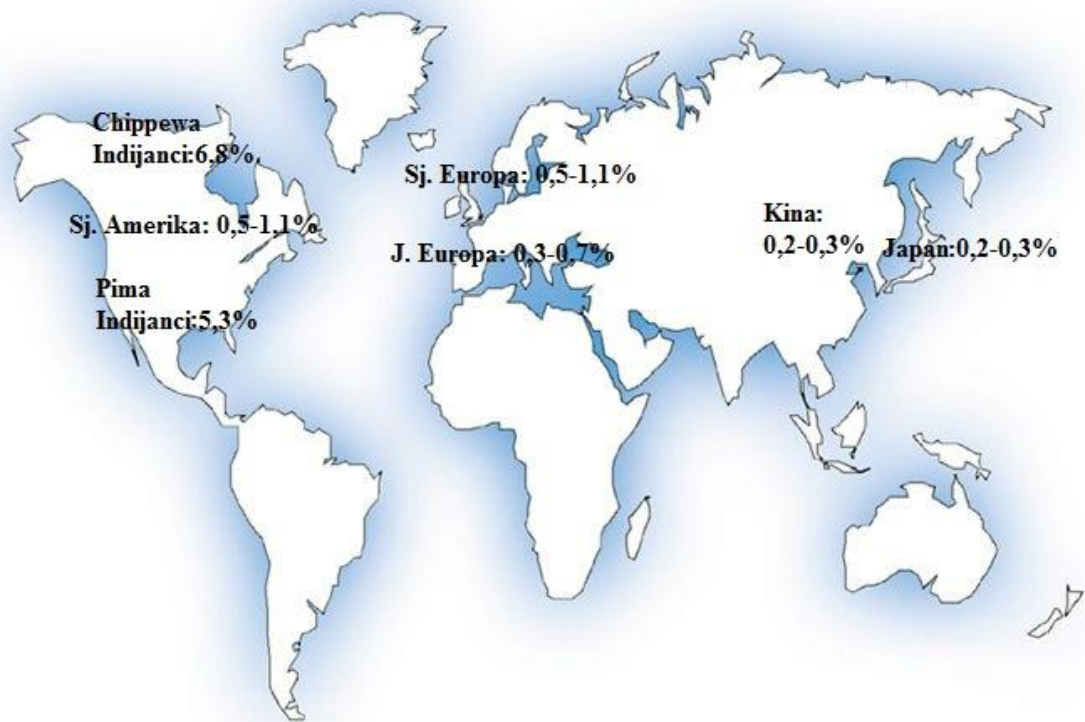 Chippewa
Indijanci:6,8%
Sj. Amerika: 0,5-1,1%
Pima
Indijanci:5,3%
Sj. Europa: 0,5-1,1%
J. Europa: 0,3-0,7%
Kina:
0,2-0,3%
Japan:0,2-0,3%